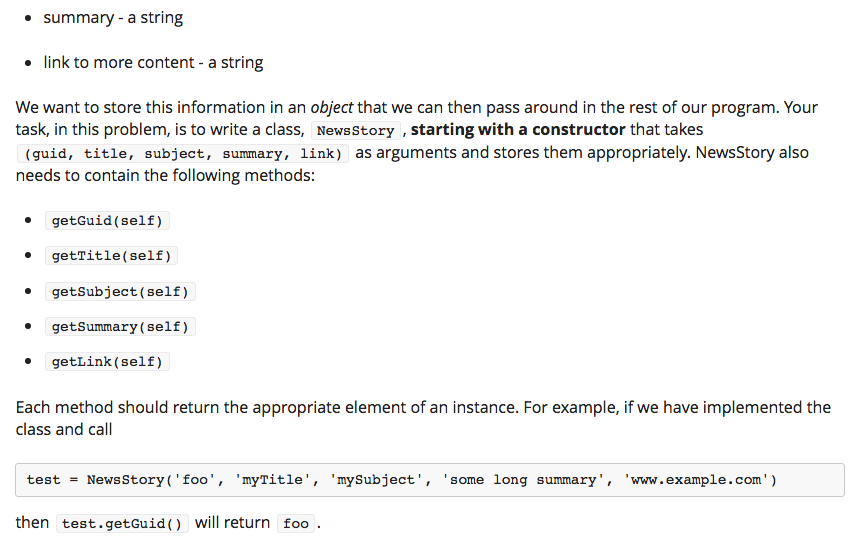 • summary - a string
• link to more content - a string
We want to store this information in an object that we can then pass around in the rest of our program. Your
task, in this problem, is to write a class, NewsStory , starting with a constructor that takes
(guid, title, subject, summary, link) as arguments and stores them appropriately. NewsStory also
needs to contain the following methods:
• getGuid(self)
• getTitle(self)
• getSubject(self)
• getSummary(self)
• getLink(self)
Each method should return the appropriate element of an instance. For example, if we have implemented the
class and call
test = NewsStory('foo', 'myTitle', 'mySubject', 'some long summary', 'www.example.com')
then test.getGuid() will return foo .